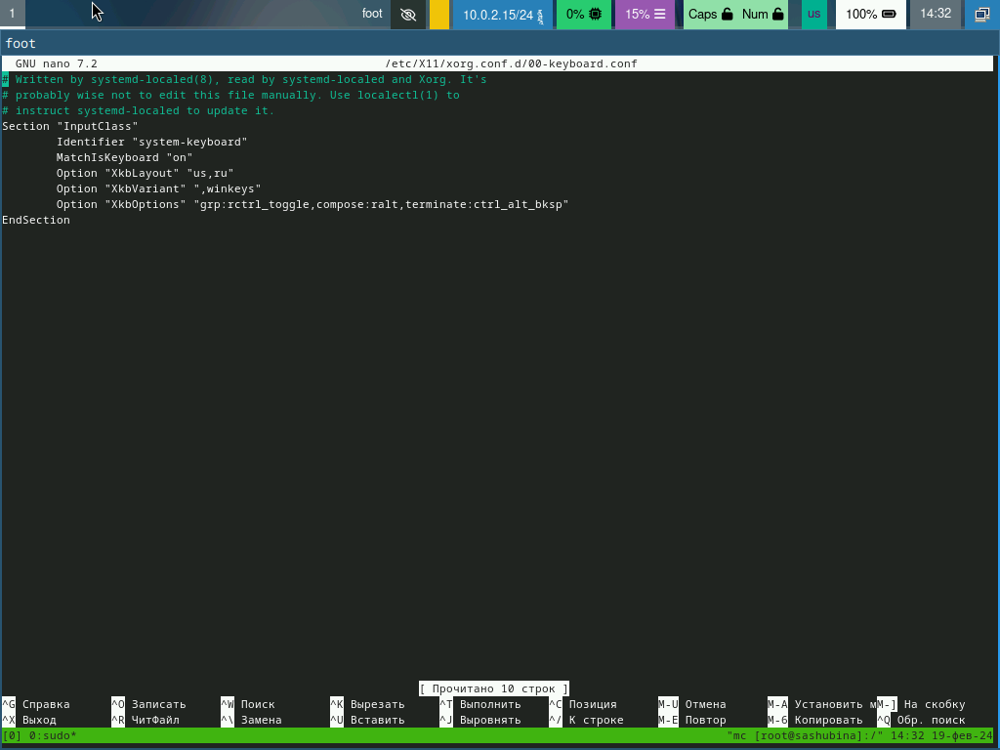 1 foot 10.0.2.15/24 0% 15% Caps Num us 100% 14:32
foot
GNU nano 7.2 /etc/X11/xorg.conf.d/00-keyboard.conf
# Written by systemd-localed(8), read by systemd-localed and Xorg. It's
# probably wise not to edit this file manually. Use localectl(1) to
# instruct systemd-localed to update it.
Section "InputClass"
        Identifier "system-keyboard"
        MatchIsKeyboard "on"
        Option "XkbLayout" "us,ru"
        Option "XkbVariant" ",winkeys"
        Option "XkbOptions" "grp:rctrl_toggle,compose:ralt,terminate:ctrl_alt_bksp"
EndSection
[ Прочитано 10 строк ]
^G Справка ^O Записать ^W Поиск ^K Вырезать ^T Выполнить ^C Позиция M-U Отмена M-A Установить мM-] На скобку
^X Выход ^R ЧитФайл ^\ Замена ^U Вставить ^J Выровнять ^/ К строке M-E Повтор M-6 Копировать ^Q Обр. поиск
[0] 0:sudo* "mc [root@sashubina]:/" 14:32 19-фев-24